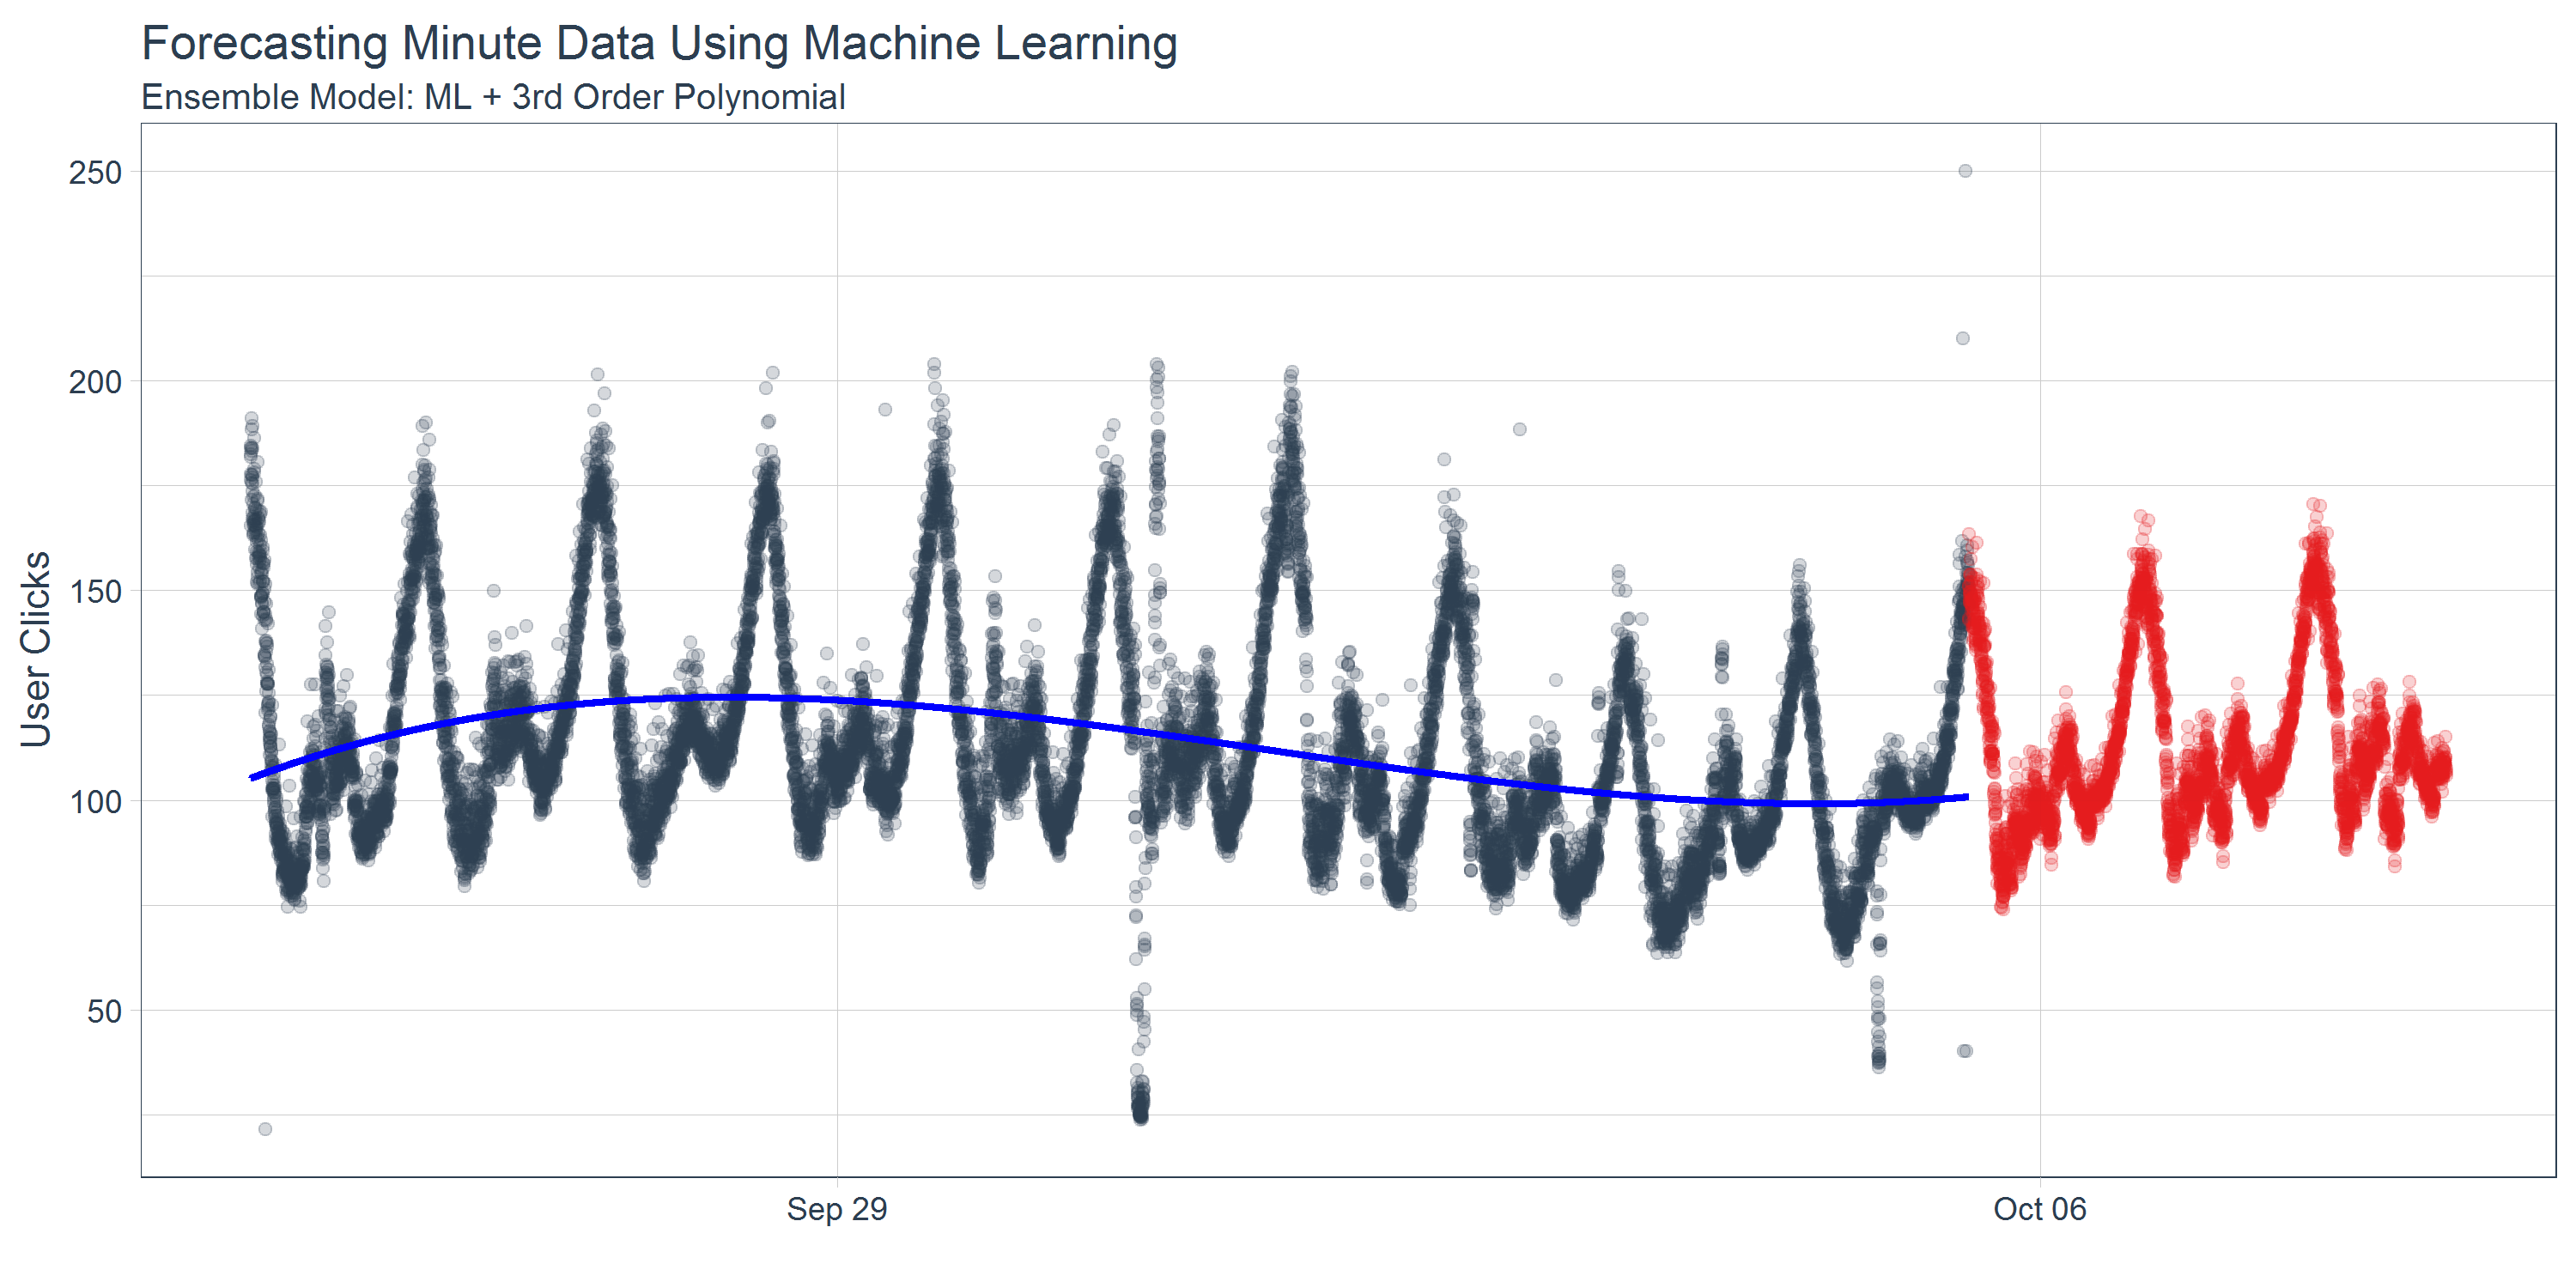 Forecasting Minute Data Using Machine Learning
Ensemble Model: ML + 3rd Order Polynomial
250
200
150
100
50
User Clicks
Sep 29
Oct 06